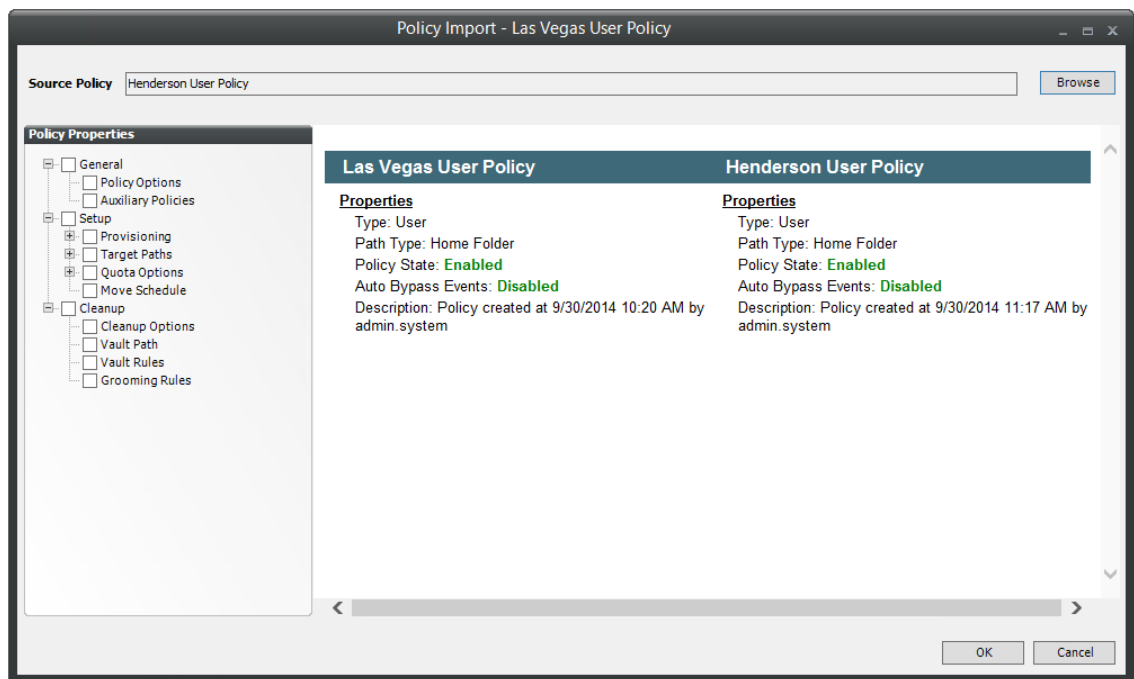 Policy Import - Las Vegas User Policy
Source Policy Henderson User Policy Browse
Policy Properties
General
Policy Options
Auxiliary Policies
Setup
Provisioning
Target Paths
Quota Options
Move Schedule
Cleanup
Cleanup Options
Vault Path
Vault Rules
Grooming Rules
Las Vegas User Policy
Properties
Type: User
Path Type: Home Folder
Policy State: Enabled
Auto Bypass Events: Disabled
Description: Policy created at 9/30/2014 10:20 AM by
admin.system
Henderson User Policy
Properties
Type: User
Path Type: Home Folder
Policy State: Enabled
Auto Bypass Events: Disabled
Description: Policy created at 9/30/2014 11:17 AM by
admin.system
OK Cancel